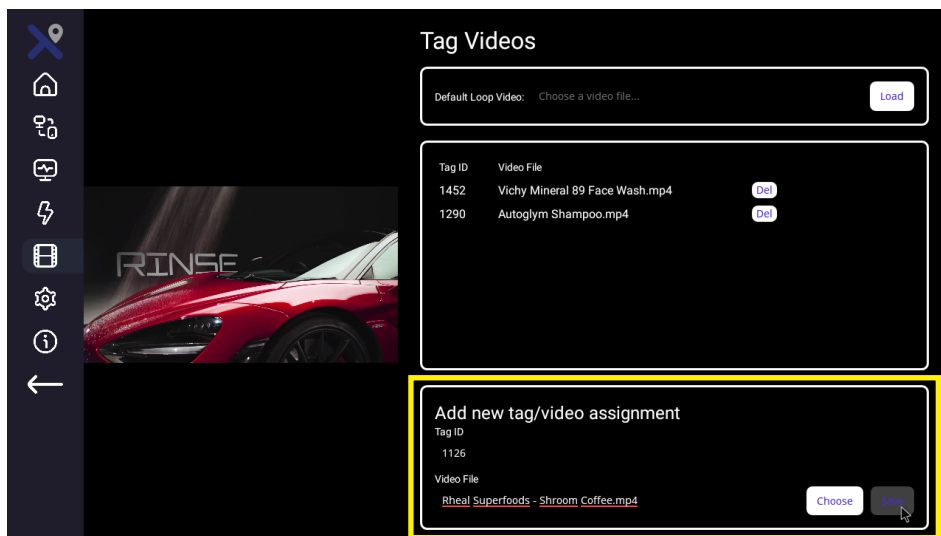 Tag Videos
Default Loop Video: Choose a video file... Load
Tag ID Video File
1452 Vichy Mineral 89 Face Wash.mp4 Del
1290 Autoglym Shampoo.mp4 Del
RINSE
Add new tag/video assignment
Tag ID
1126
Video File
Rheal Superfoods - Shroom Coffee.mp4 Choose